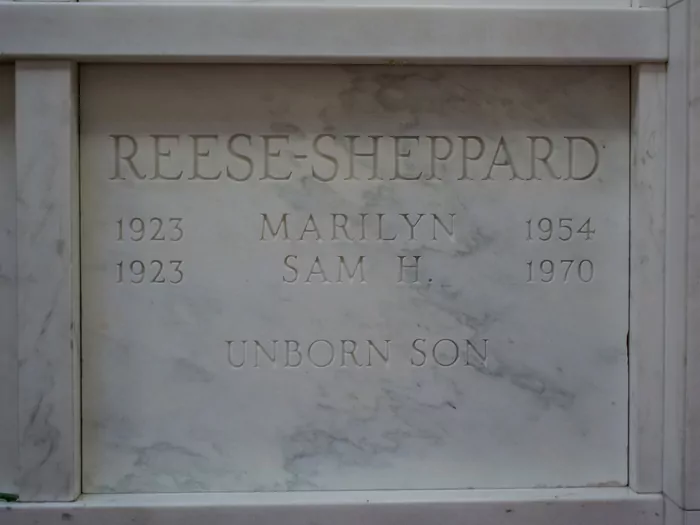 REESE-SHEPPARD
1923 MARILYN 1954
1923 SAM H. 1970
UNBORN SON